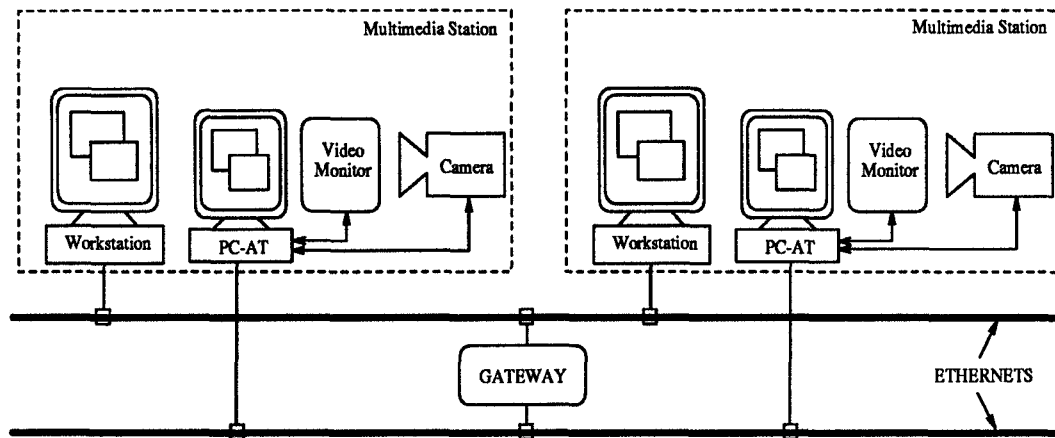 Multimedia Station
Video
Monitor
Camera
Workstation
PC-AT
Multimedia Station
Video
Monitor
Camera
Workstation
PC-AT
GATEWAY
ETHERNETS